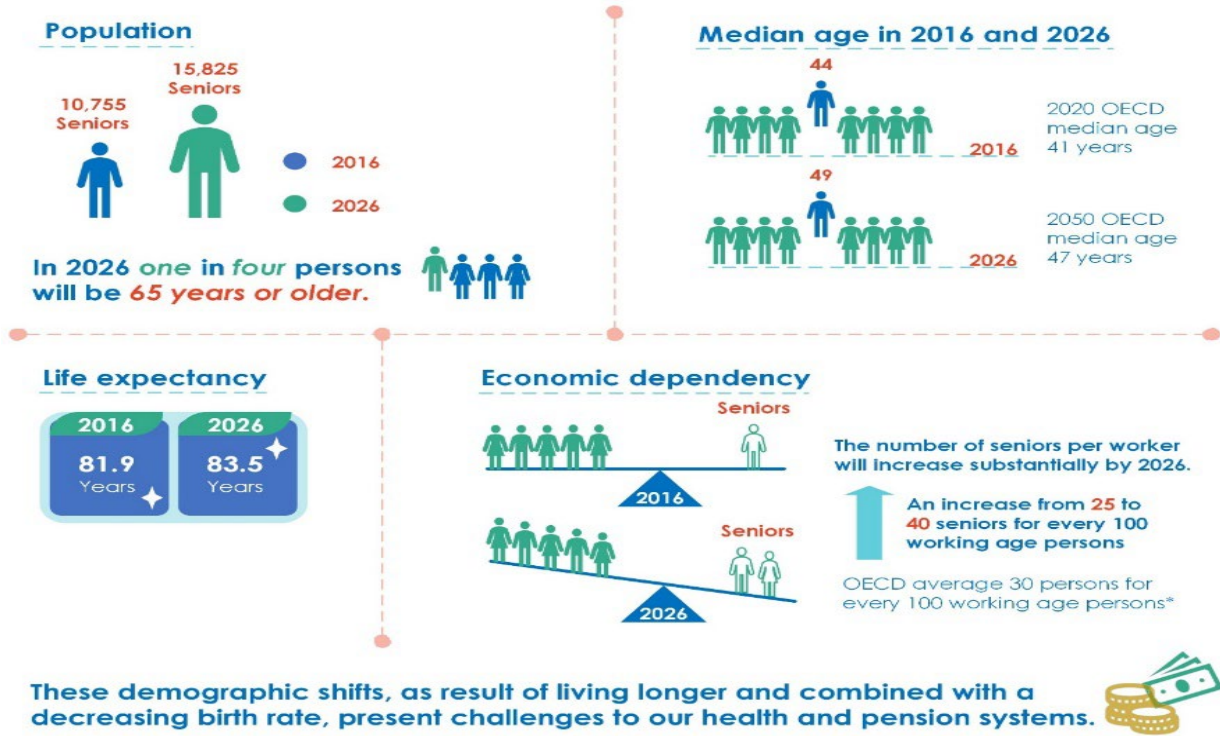 Population
15,825
Seniors
10,755
Seniors
2016
2026
In 2026 one in four persons
will be 65 years or older.
Median age in 2016 and 2026
44
2016
2020 OECD
median age
41 years
49
2026
2050 OECD
median age
47 years
Life expectancy
2016
81.9
Years
2026
83.5
Years
Economic dependency
Seniors
2016
Seniors
2026
The number of seniors per worker
will increase substantially by 2026.
An increase from 25 to
40 seniors for every 100
working age persons
OECD average 30 persons for
every 100 working age persons*
These demographic shifts, as result of living longer and combined with a
decreasing birth rate, present challenges to our health and pension systems.